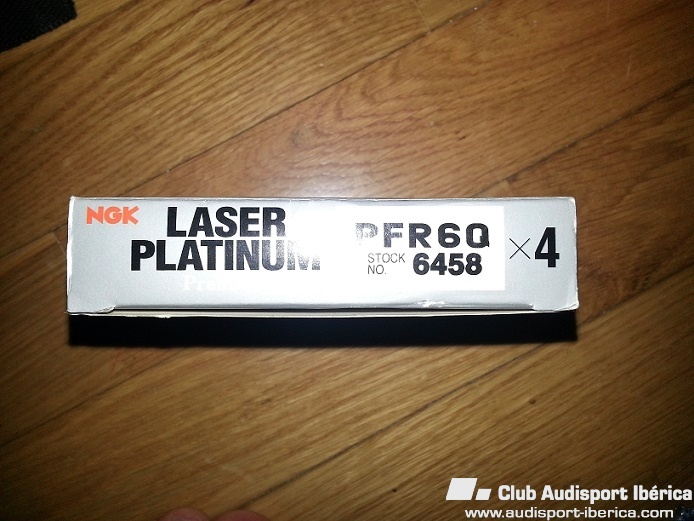 NGK LASER PLATINUM
PFR6Q
STOCK NO. 6458
×4
Club Audisport Ibérica
www.audisport-iberica.com